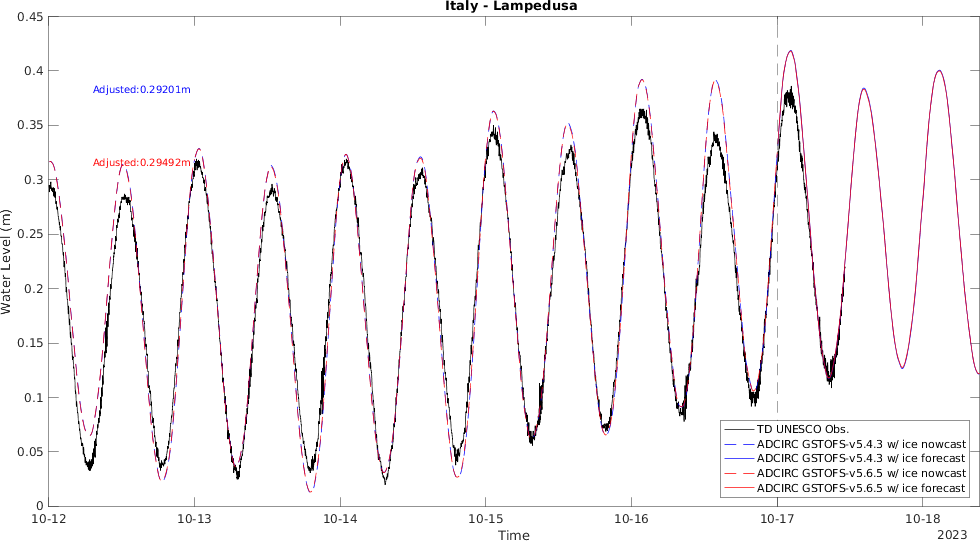 Italy - Lampedusa
Water Level (m)
0.45
0.4
0.35
0.3
0.25
0.2
0.15
0.1
0.05
0
Adjusted:0.29201m
Adjusted:0.29492m
TD UNESCO Obs.
ADCIRC GSTOFS-v5.4.3 w/ ice nowcast
ADCIRC GSTOFS-v5.4.3 w/ ice forecast
ADCIRC GSTOFS-v5.6.5 w/ ice nowcast
ADCIRC GSTOFS-v5.6.5 w/ ice forecast
10-12 10-13 10-14 10-15 10-16 10-17 10-18
Time
2023